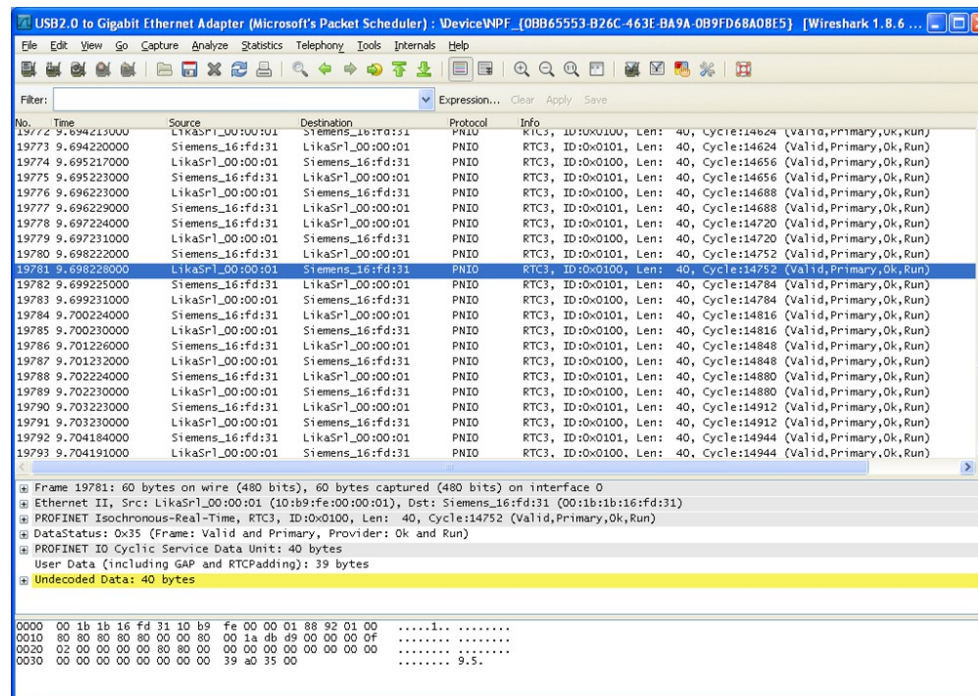 USB2.0 to Gigabit Ethernet Adapter (Microsoft's Packet Scheduler) : \Device\NPF_{0BB65553-B26C-463E-BA9A-0B9FD68A08E5} [Wireshark 1.8.6 ...
File Edit View Go Capture Analyze Statistics Telephony Tools Internals Help
Filter: Expression... Clear Apply Save
No. Time Source Destination Protocol Info
19772 9.694213000 LikaSrl_00:00:01 Siemens_16:fd:31 PNIO RTC3, ID:0x0100, Len: 40, Cycle:14624 (Valid,Primary,Ok,Run)
19773 9.694220000 Siemens_16:fd:31 LikaSrl_00:00:01 PNIO RTC3, ID:0x0101, Len: 40, Cycle:14624 (Valid,Primary,Ok,Run)
19774 9.695217000 LikaSrl_00:00:01 Siemens_16:fd:31 PNIO RTC3, ID:0x0100, Len: 40, Cycle:14656 (Valid,Primary,Ok,Run)
19775 9.695223000 Siemens_16:fd:31 LikaSrl_00:00:01 PNIO RTC3, ID:0x0101, Len: 40, Cycle:14656 (Valid,Primary,Ok,Run)
19776 9.696223000 LikaSrl_00:00:01 Siemens_16:fd:31 PNIO RTC3, ID:0x0100, Len: 40, Cycle:14688 (Valid,Primary,Ok,Run)
19777 9.696229000 Siemens_16:fd:31 LikaSrl_00:00:01 PNIO RTC3, ID:0x0101, Len: 40, Cycle:14688 (Valid,Primary,Ok,Run)
19778 9.697224000 Siemens_16:fd:31 LikaSrl_00:00:01 PNIO RTC3, ID:0x0101, Len: 40, Cycle:14720 (Valid,Primary,Ok,Run)
19779 9.697231000 LikaSrl_00:00:01 Siemens_16:fd:31 PNIO RTC3, ID:0x0100, Len: 40, Cycle:14720 (Valid,Primary,Ok,Run)
19780 9.698222000 Siemens_16:fd:31 LikaSrl_00:00:01 PNIO RTC3, ID:0x0101, Len: 40, Cycle:14752 (Valid,Primary,Ok,Run)
19781 9.698228000 LikaSrl_00:00:01 Siemens_16:fd:31 PNIO RTC3, ID:0x0100, Len: 40, Cycle:14752 (Valid,Primary,Ok,Run)
19782 9.699225000 Siemens_16:fd:31 LikaSrl_00:00:01 PNIO RTC3, ID:0x0101, Len: 40, Cycle:14784 (Valid,Primary,Ok,Run)
19783 9.699231000 LikaSrl_00:00:01 Siemens_16:fd:31 PNIO RTC3, ID:0x0100, Len: 40, Cycle:14784 (Valid,Primary,Ok,Run)
19784 9.700224000 Siemens_16:fd:31 LikaSrl_00:00:01 PNIO RTC3, ID:0x0101, Len: 40, Cycle:14816 (Valid,Primary,Ok,Run)
19785 9.700230000 LikaSrl_00:00:01 Siemens_16:fd:31 PNIO RTC3, ID:0x0100, Len: 40, Cycle:14816 (Valid,Primary,Ok,Run)
19786 9.701226000 Siemens_16:fd:31 LikaSrl_00:00:01 PNIO RTC3, ID:0x0101, Len: 40, Cycle:14848 (Valid,Primary,Ok,Run)
19787 9.701232000 LikaSrl_00:00:01 Siemens_16:fd:31 PNIO RTC3, ID:0x0100, Len: 40, Cycle:14848 (Valid,Primary,Ok,Run)
19788 9.702224000 Siemens_16:fd:31 LikaSrl_00:00:01 PNIO RTC3, ID:0x0101, Len: 40, Cycle:14880 (Valid,Primary,Ok,Run)
19789 9.702230000 LikaSrl_00:00:01 Siemens_16:fd:31 PNIO RTC3, ID:0x0100, Len: 40, Cycle:14880 (Valid,Primary,Ok,Run)
19790 9.703223000 Siemens_16:fd:31 LikaSrl_00:00:01 PNIO RTC3, ID:0x0101, Len: 40, Cycle:14912 (Valid,Primary,Ok,Run)
19791 9.703230000 LikaSrl_00:00:01 Siemens_16:fd:31 PNIO RTC3, ID:0x0100, Len: 40, Cycle:14912 (Valid,Primary,Ok,Run)
19792 9.704184000 Siemens_16:fd:31 LikaSrl_00:00:01 PNIO RTC3, ID:0x0101, Len: 40, Cycle:14944 (Valid,Primary,Ok,Run)
19793 9.704191000 LikaSrl_00:00:01 Siemens_16:fd:31 PNIO RTC3, ID:0x0100, Len: 40, Cycle:14944 (Valid,Primary,Ok,Run)
Frame 19781: 60 bytes on wire (480 bits), 60 bytes captured (480 bits) on interface 0
Ethernet II, Src: LikaSrl_00:00:01 (10:b9:fe:00:00:01), Dst: Siemens_16:fd:31 (00:1b:1b:16:fd:31)
PROFINET Isochronous-Real-Time, RTC3, ID:0x0100, Len: 40, Cycle:14752 (Valid,Primary,Ok,Run)
DataStatus: 0x35 (Frame: Valid and Primary, Provider: Ok and Run)
PROFINET IO Cyclic Service Data Unit: 40 bytes
User Data (including GAP and RTCPadding): 39 bytes
Undecoded Data: 40 bytes
0000 00 1b 1b 16 fd 31 10 b9 fe 00 00 01 88 92 01 00 .....1.. ........
0010 80 80 80 80 80 00 00 80 00 1a db d9 00 00 00 0f ........ ........
0020 02 00 00 00 00 80 80 00 00 00 00 00 00 00 00 00 ........ ........
0030 00 00 00 00 00 00 00 00 39 a0 35 00 ........ 9.5.